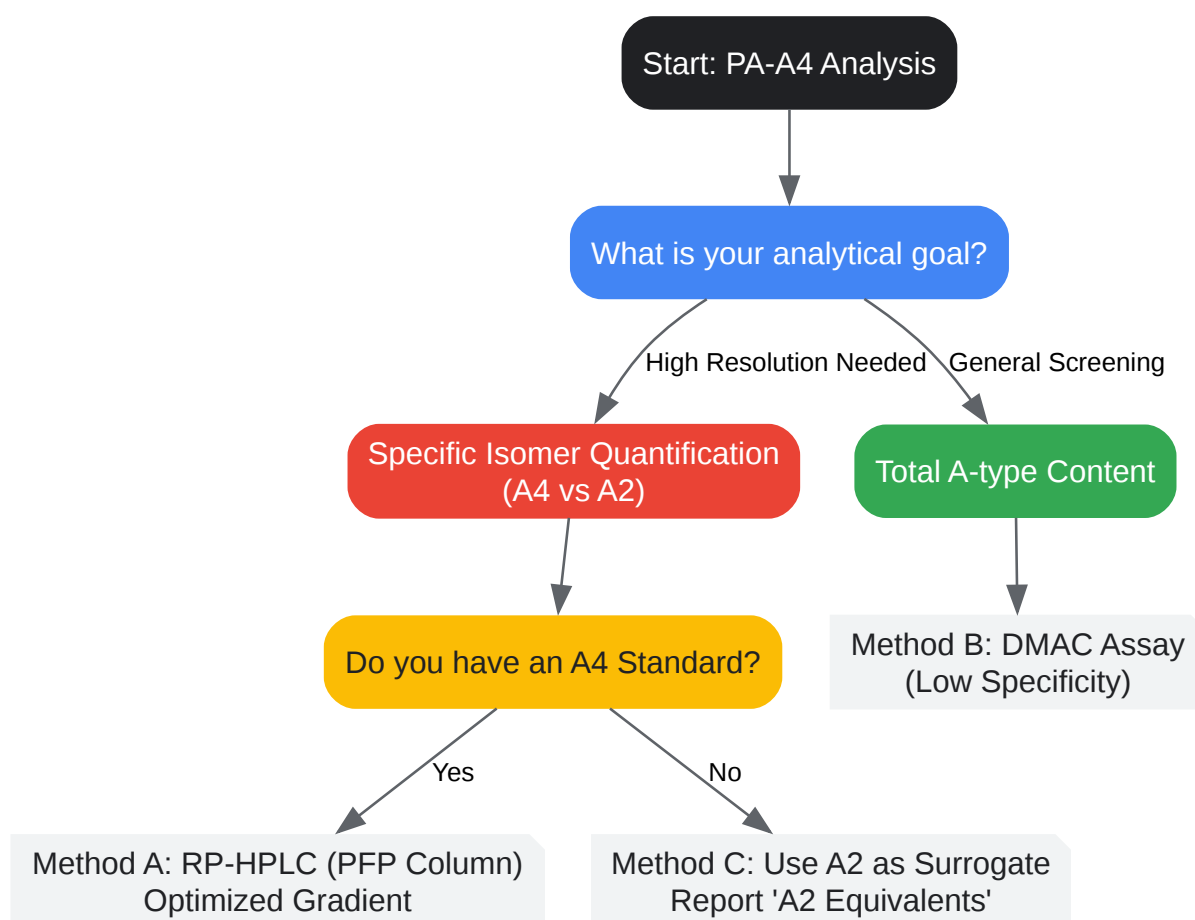 Start: PA-A4 Analysis
What is your analytical goal?
High Resolution Needed
General Screening
Specific Isomer Quantification
(A4 vs A2)
Total A-type Content
Do you have an A4 Standard?
Method B: DMAC Assay
(Low Specificity)
Yes
No
Method A: RP-HPLC (PFP Column)
Optimized Gradient
Method C: Use A2 as Surrogate
Report 'A2 Equivalents'